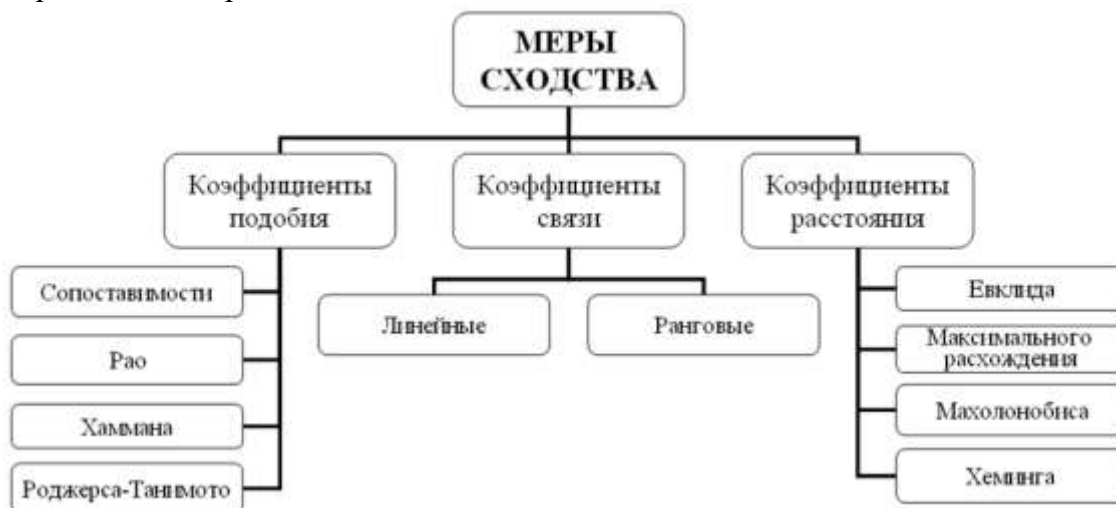 МЕРЫ
СХОДСТВА
Коэффициенты
подобия
Коэффициенты
связи
Коэффициенты
расстояния
Сопоставимости
Рао
Хаммана
Роджерса-Танимото
Линейные
Ранговые
Евклида
Максимального
расхождения
Махолонобиса
Хеминга